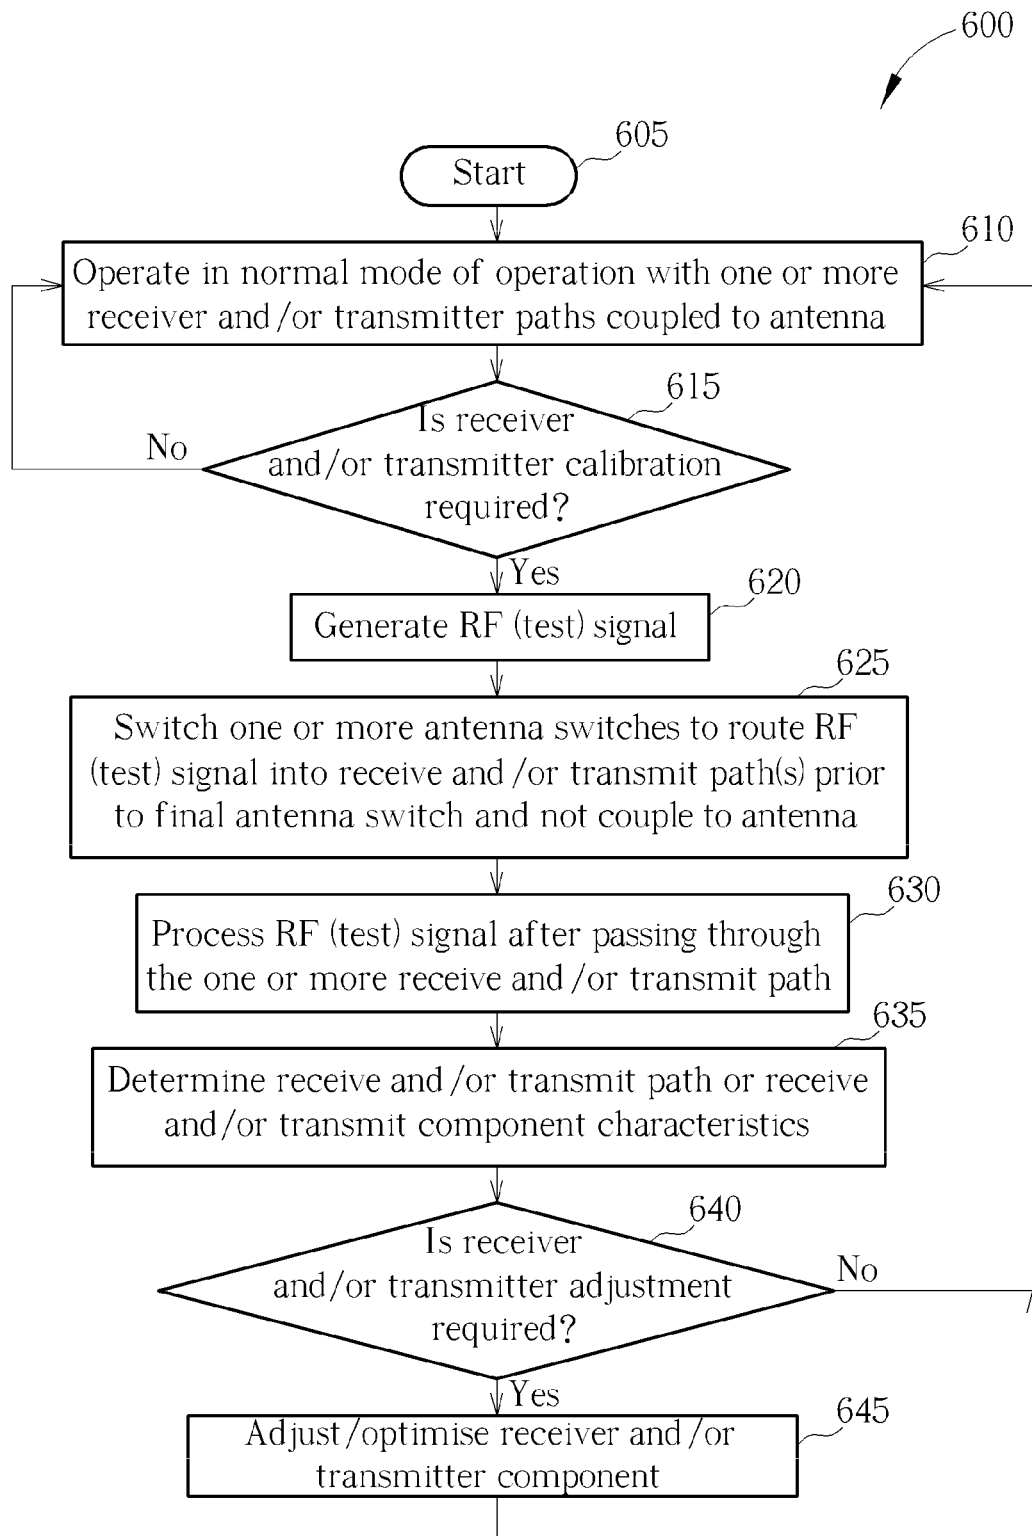 600
Start
605
610
Operate in normal mode of operation with one or more
receiver and/or transmitter paths coupled to antenna
615
Is receiver
and/or transmitter calibration
required?
No
Yes
620
Generate RF (test) signal
625
Switch one or more antenna switches to route RF
(test) signal into receive and/or transmit path(s) prior
to final antenna switch and not couple to antenna
630
Process RF (test) signal after passing through
the one or more receive and/or transmit path
635
Determine receive and/or transmit path or receive
and/or transmit component characteristics
640
Is receiver
and/or transmitter adjustment
required?
No
Yes
645
Adjust/optimise receiver and/or
transmitter component